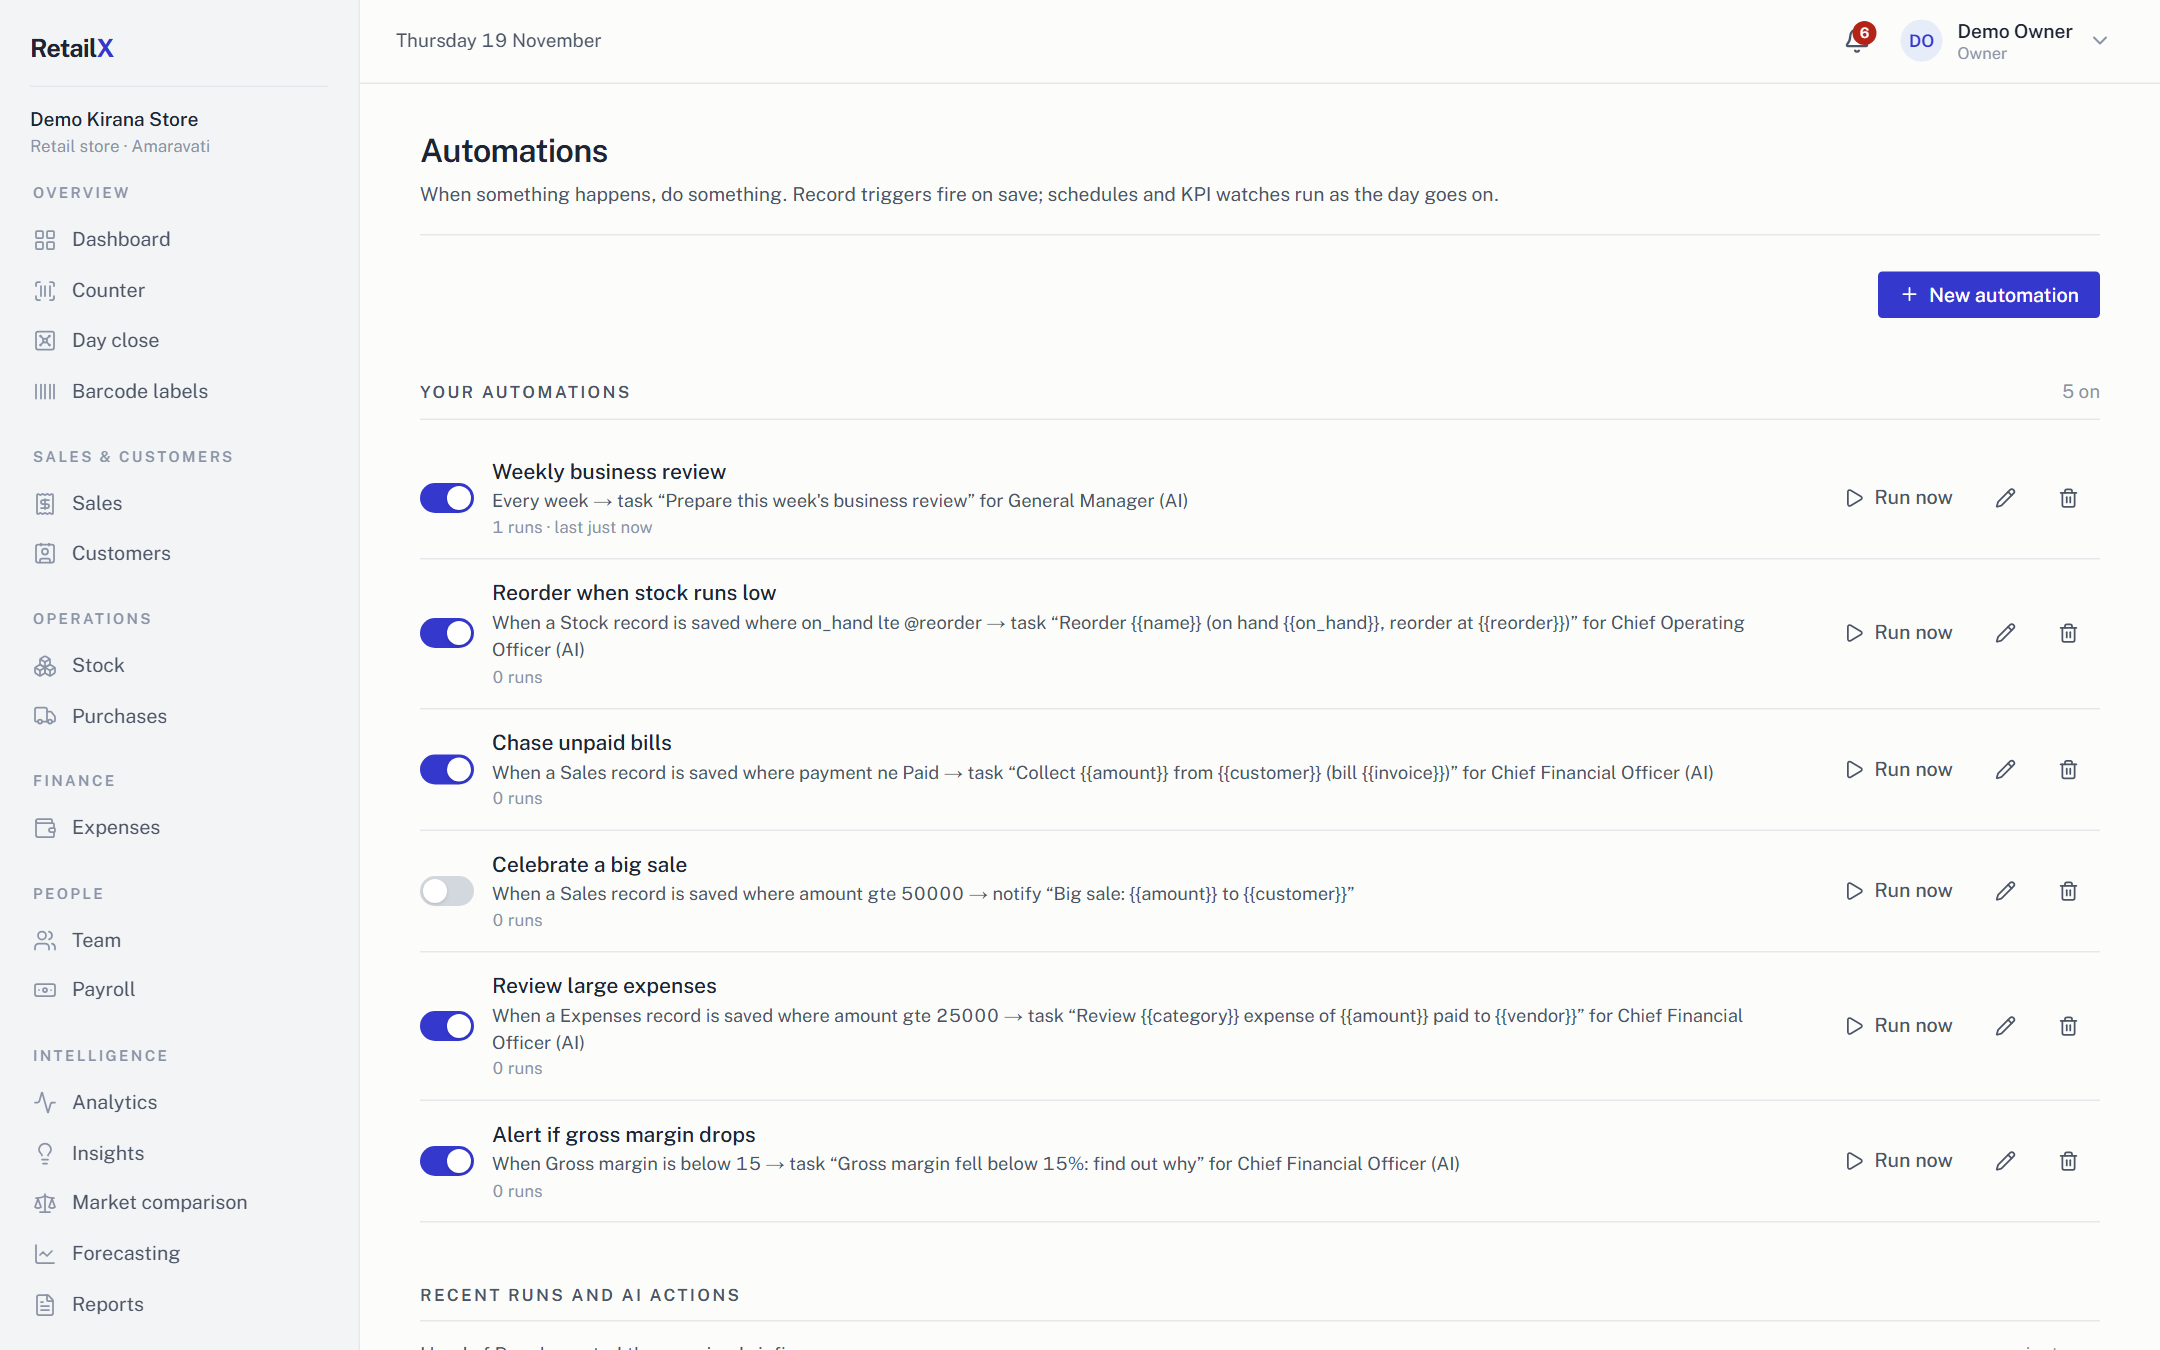 RetailX
Demo Kirana Store
Retail store · Amaravati
OVERVIEW
Dashboard
Counter
Day close
Barcode labels
SALES & CUSTOMERS
Sales
Customers
OPERATIONS
Stock
Purchases
FINANCE
Expenses
PEOPLE
Team
Payroll
INTELLIGENCE
Analytics
Insights
Market comparison
Forecasting
Reports
Thursday 19 November
6
DO
Demo Owner
Owner
Automations
When something happens, do something. Record triggers fire on save; schedules and KPI watches run as the day goes on.
+ New automation
YOUR AUTOMATIONS
5 on
Weekly business review
Every week → task “Prepare this week's business review” for General Manager (AI)
1 runs · last just now
Run now
Reorder when stock runs low
When a Stock record is saved where on_hand lte @reorder → task “Reorder {{name}} (on hand {{on_hand}}, reorder at {{reorder}})” for Chief Operating
Officer (AI)
0 runs
Run now
Chase unpaid bills
When a Sales record is saved where payment ne Paid → task “Collect {{amount}} from {{customer}} (bill {{invoice}})” for Chief Financial Officer (AI)
0 runs
Run now
Celebrate a big sale
When a Sales record is saved where amount gte 50000 → notify “Big sale: {{amount}} to {{customer}}”
0 runs
Run now
Review large expenses
When a Expenses record is saved where amount gte 25000 → task “Review {{category}} expense of {{amount}} paid to {{vendor}}” for Chief Financial
Officer (AI)
0 runs
Run now
Alert if gross margin drops
When Gross margin is below 15 → task “Gross margin fell below 15%: find out why” for Chief Financial Officer (AI)
0 runs
Run now
RECENT RUNS AND AI ACTIONS